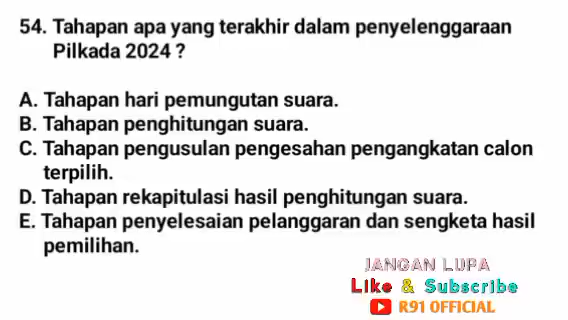 54. Tahapan apa yang terakhir dalam penyelenggaraan
Pilkada 2024 ?
A. Tahapan hari pemungutan suara.
B. Tahapan penghitungan suara.
C. Tahapan pengusulan pengesahan pengangkatan calon
terpilih.
D. Tahapan rekapitulasi hasil penghitungan suara.
E. Tahapan penyelesaian pelanggaran dan sengketa hasil
pemilihan.
JANGAN LUPA
Like & Subscribe
R91 OFFICIAL